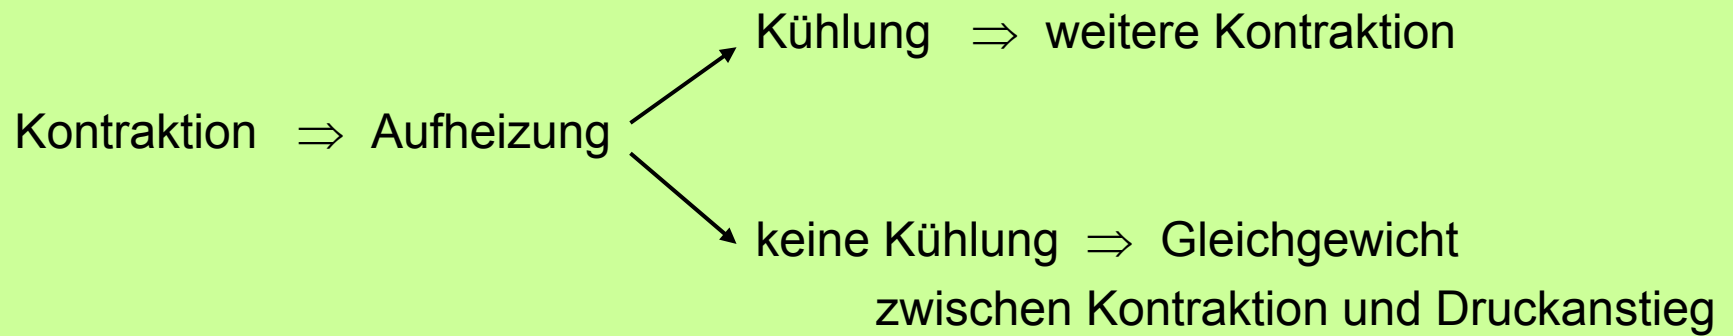 Kühlung ⇒ weitere Kontraktion
Kontraktion ⇒ Aufheizung
keine Kühlung ⇒ Gleichgewicht
zwischen Kontraktion und Druckanstieg